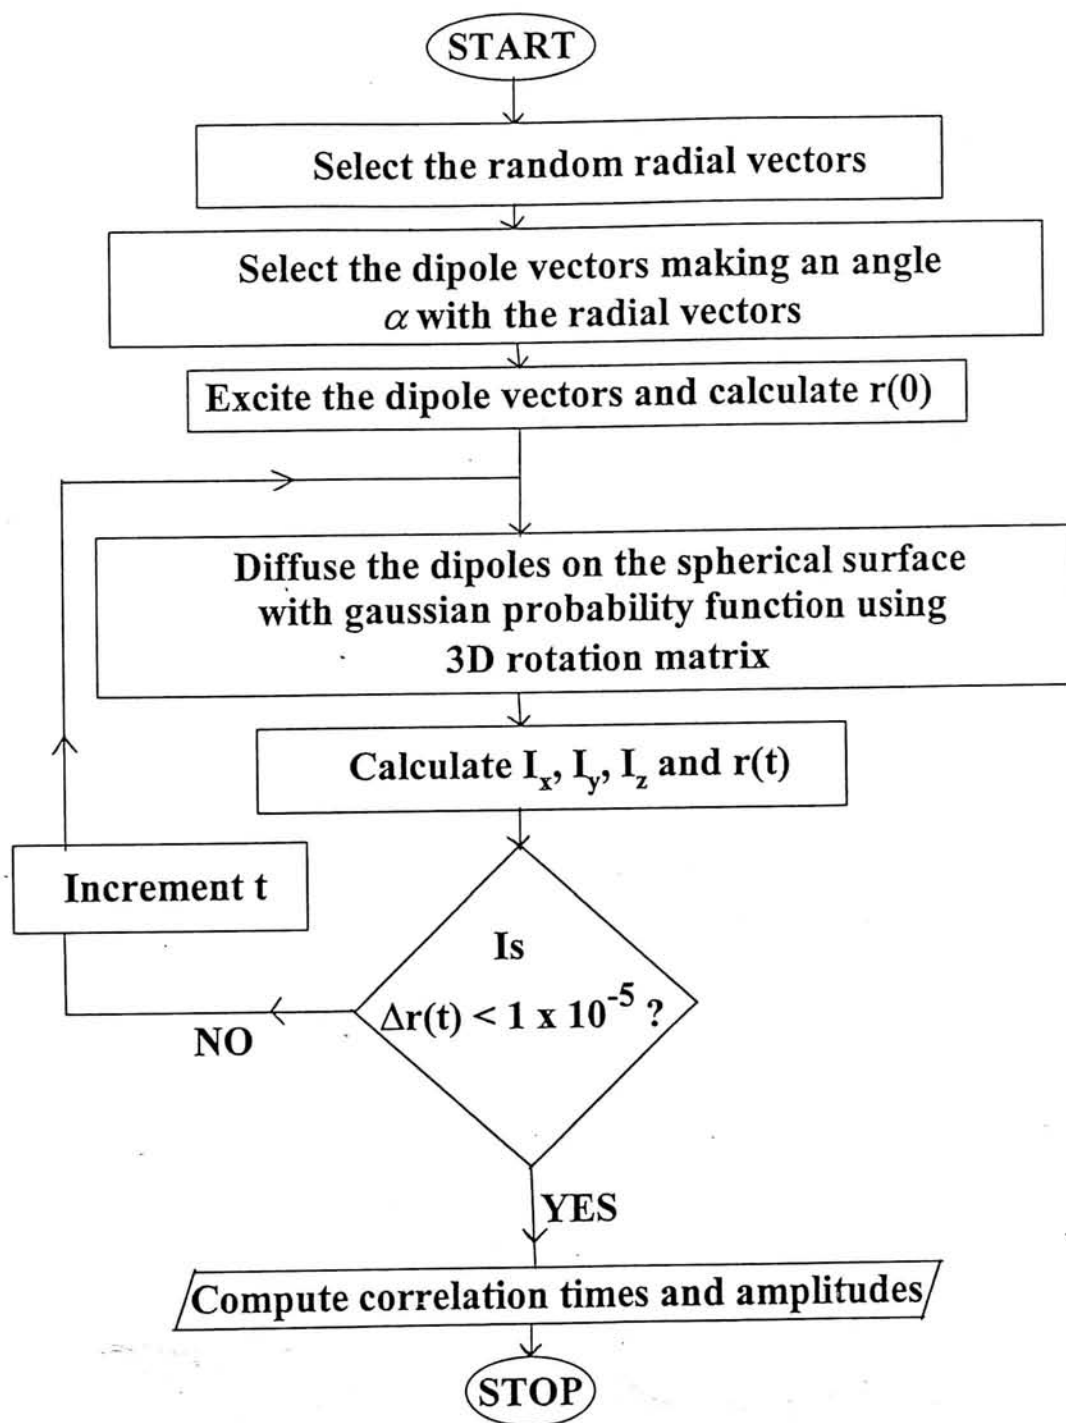 START
Select the random radial vectors
Select the dipole vectors making an angle
α with the radial vectors
Excite the dipole vectors and calculate r(0)
Diffuse the dipoles on the spherical surface
with gaussian probability function using
3D rotation matrix
Calculate Iₓ, I_y, I_z and r(t)
Increment t
Is
Δr(t) < 1 x 10⁻⁵ ?
NO
YES
Compute correlation times and amplitudes
STOP